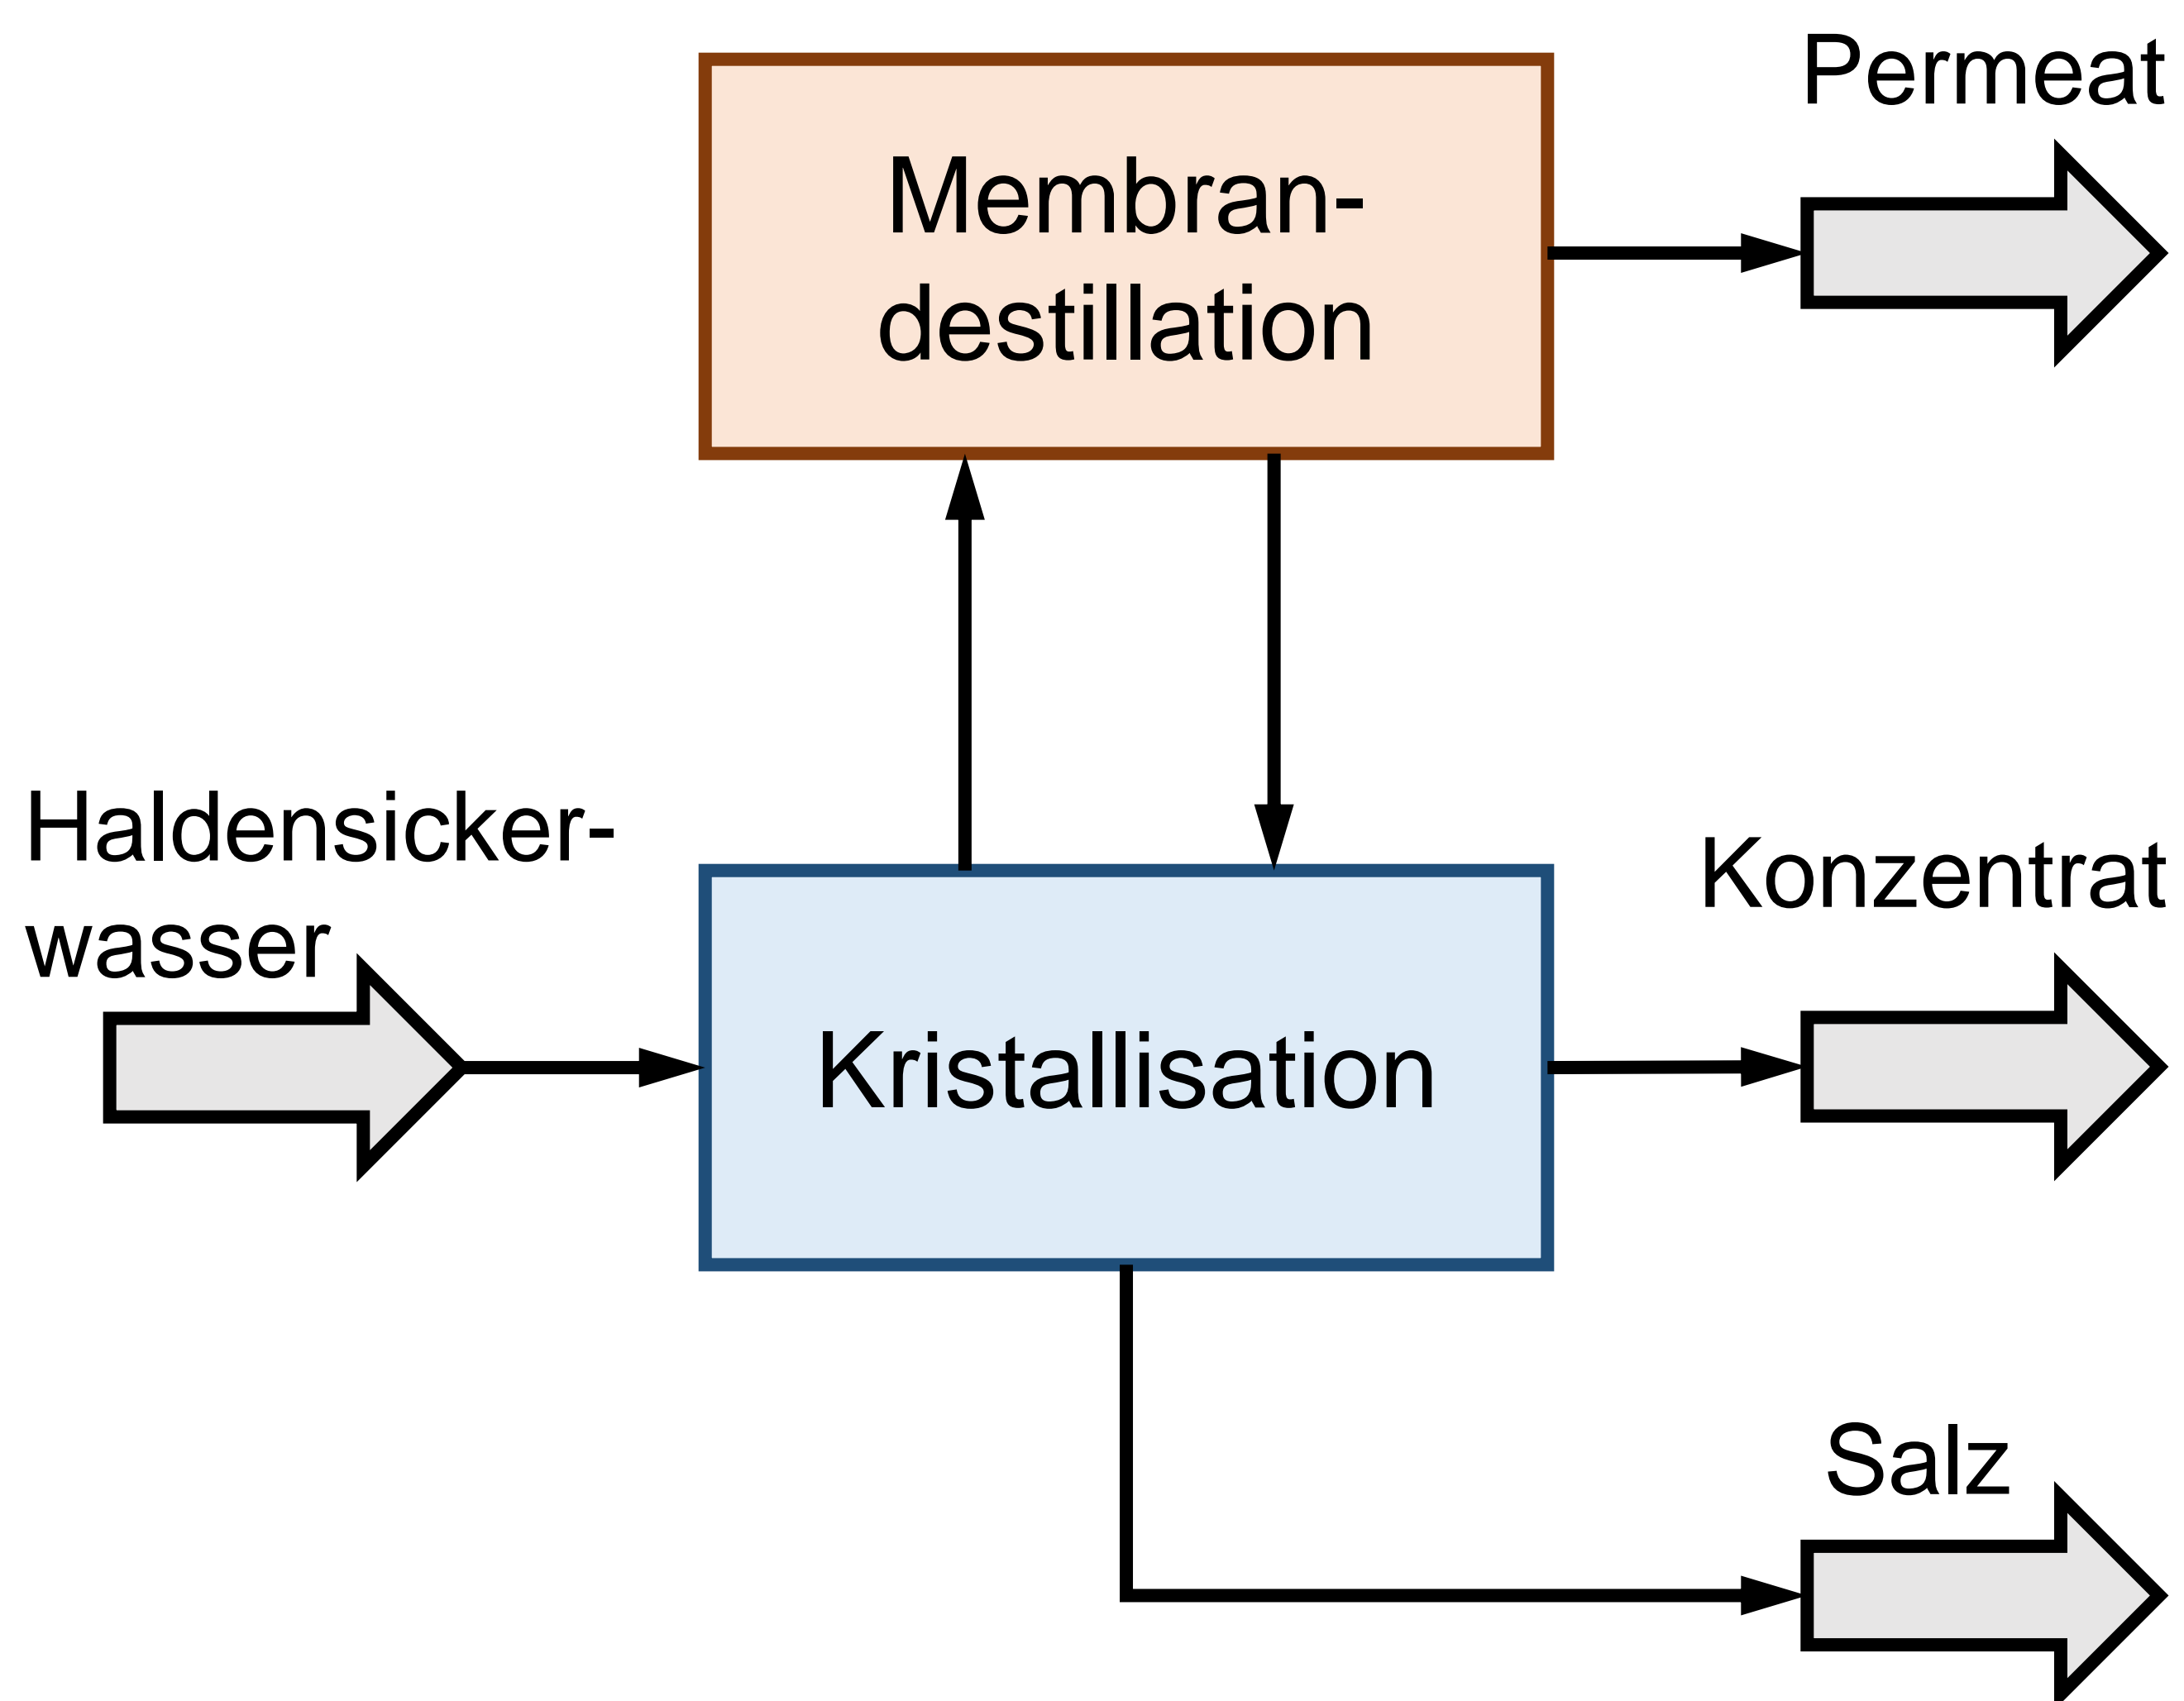 Permeat
Membran-
destillation
Haldensicker-
wasser
Konzentrat
Kristallisation
Salz